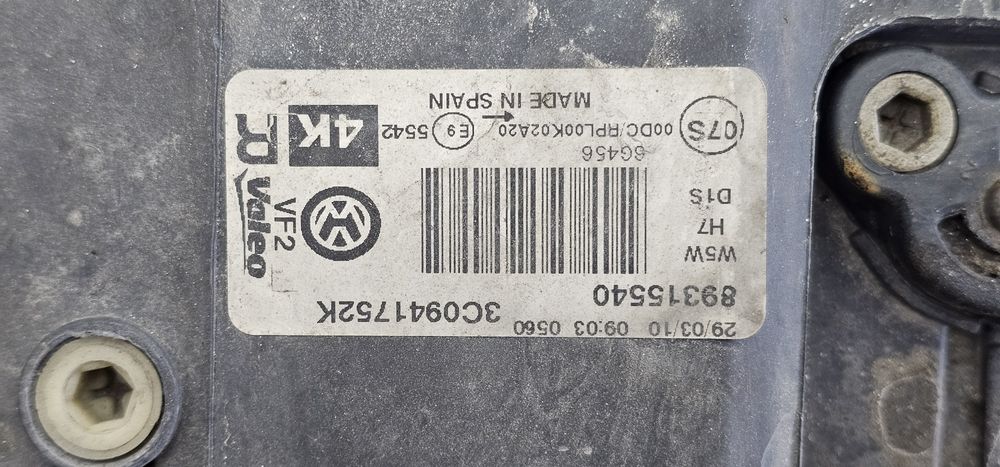 29/03/10 09:03 0560
89315540 3C0941752K
W5W
H7
D1S
VF2
Valeo
6G456
07S
00DC/RPL00K02A20
E9 5542
4K
R
MADE IN SPAIN